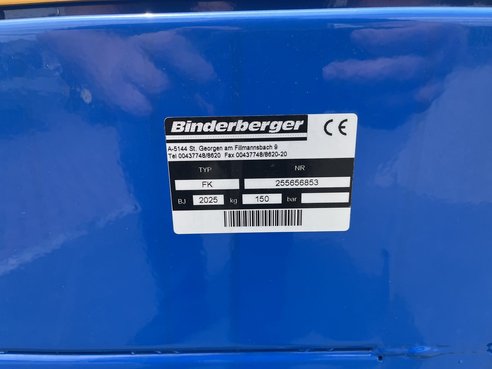 Binderberger CE
A-5144 St. Georgen am Fillmannsbach 9
Tel 00437748/8620 Fax 00437748/8620-20
TYP NR
FK 255656853
BJ 2025 kg 150 bar